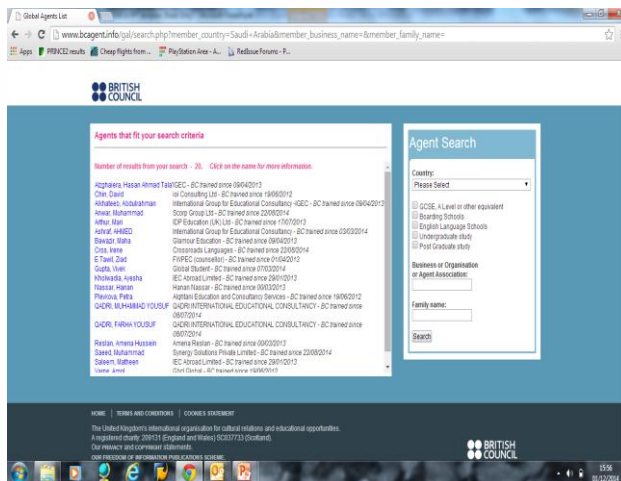 Global Agents List
www.bcagent.info/gal/search.php?member_country=Saudi+Arabia&member_business_name=&member_family_name=
Apps PRINCE2 results Cheap flights from ... PlayStation Area - A... RedIssue Forums - P...
BRITISH
COUNCIL
Agents that fit your search criteria
Number of results from your search - 20. Click on the name for more information.
Hasan Ahmad IGEC - BC trained since 09/04/2013
Chin, David Ioi Consulting Ltd - BC trained since 19/06/2012
Alkhateeb, Abdulrahman International Group for Educational Consultancy -IGEC - BC trained since 09/04/2013
Anwar, Muhammad Scorp Group Ltd - BC trained since 22/08/2014
Arthur, Mari IDP Education (UK) Ltd - BC trained since 17/07/2013
Ashraf, AHMED International Group for Educational Consultancy - BC trained since 03/03/2014
Bawazir, Maha Glamour Education - BC trained since 09/04/2013
Cros, Irene Crossroads Languages - BC trained since 22/08/2014
E Tawil, Ziad FWPEC (counsellor) - BC trained since 01/04/2013
Gupta, Vivek Global Student - BC trained since 07/03/2014
Kholwadia, Ayesha IEC Abroad Limited - BC trained since 29/01/2013
Nassar, Hanan Hanan Nassar - BC trained since 00/03/2013
Plevkova, Petra Alqhtani Education and Consultancy Services - BC trained since 19/06/2012
QADRI, MUHAMMAD YOUSUF QADRI INTERNATIONAL EDUCATIONAL CONSULTANCY - BC trained since
08/07/2014
QADRI, FARHA YOUSUF QADRI INTERNATIONAL EDUCATIONAL CONSULTANCY - BC trained since
08/07/2014
Reslan, Amena Hussein Amena Reslan - BC trained since 00/03/2013
Saeed, Muhammad Synergy Solutions Private Limited - BC trained since 22/08/2014
Saleem, Matheen IEC Abroad Limited - BC trained since 29/01/2013
Global - BC trained since 19/06/2012
Agent Search
Country:
Please Select
GCSE, A Level or other equivalent
Boarding Schools
English Language Schools
Undergraduate study
Post Graduate study
Business or Organisation
or Agent Association:
Family name:
Search
HOME | TERMS AND CONDITIONS | COOKIES STATEMENT
The United Kingdom's international organisation for cultural relations and educational opportunities.
A registered charity: 209131 (England and Wales) SC037733 (Scotland).
Our PRIVACY and COPYRIGHT statements.
OUR FREEDOM OF INFORMATION PUBLICATIONS SCHEME.
BRITISH
COUNCIL
15:56
01/12/2014